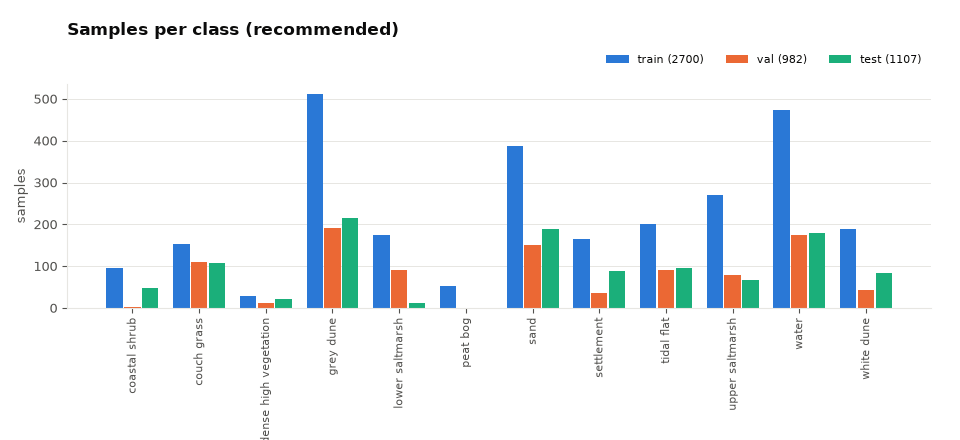 Samples per class (recommended)
train (2700) val (982) test (1107)
500
400
300
200
100
0
samples
coastal shrub
couch grass
dense high vegetation
grey dune
lower saltmarsh
peat bog
sand
settlement
tidal flat
upper saltmarsh
water
white dune